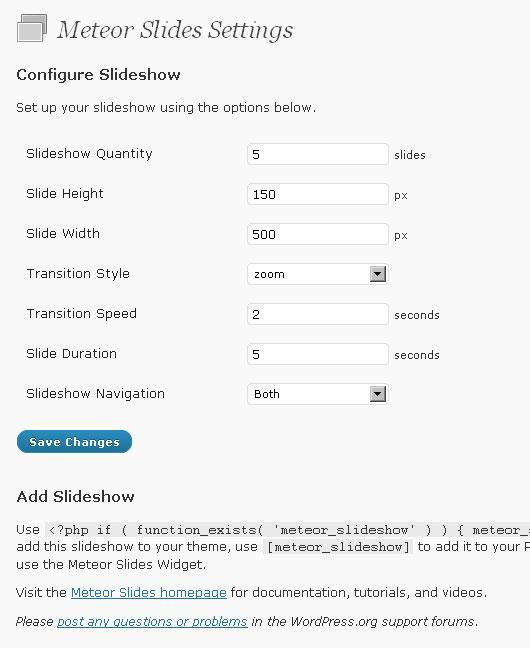 Meteor Slides Settings
Configure Slideshow
Set up your slideshow using the options below.
Slideshow Quantity 5 slides
Slide Height 150 px
Slide Width 500 px
Transition Style zoom
Transition Speed 2 seconds
Slide Duration 5 seconds
Slideshow Navigation Both
Save Changes
Add Slideshow
Use <?php if ( function_exists( 'meteor_slideshow' ) ) { meteor_
add this slideshow to your theme, use [meteor_slideshow] to add it to your
use the Meteor Slides Widget.
Visit the Meteor Slides homepage for documentation, tutorials, and videos.
Please post any questions or problems in the WordPress.org support forums.